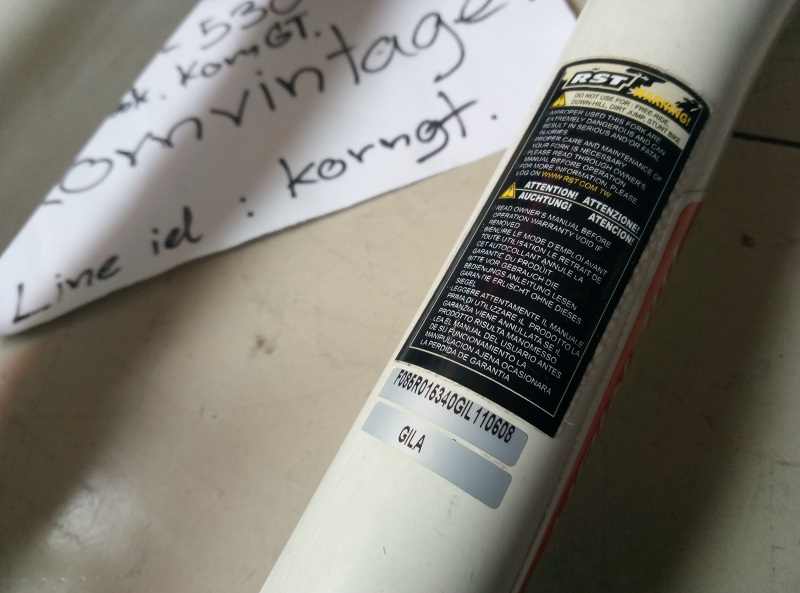 530
KornGT.
kornvintage
Line id : korngt.
RST
WARNING!
DO NOT USE FOR FREE-RIDE,
DOWN-HILL, DIRT JUMP, STUNT BIKE.
IMPROPER USED THIS FORK ARE
EXTREMELY DANGEROUS AND CAN
RESULT IN SERIOUS AND/OR FATAL
INJURIES
PROPER CARE AND MAINTENANCE OF
YOUR FORK IS NECESSARY
PLEASE READ THROUGH OWNER'S
MANUAL BEFORE OPERATION
FOR MORE INFORMATION, PLEASE
LOG ON WWW.RST.COM.TW
ATTENTION! ATTENZIONE!
AUCHTUNG! ATENCION!
READ OWNER'S MANUAL BEFORE
OPERATION WARRANTY VOID IF
REMOVED
BIENLIRE LE MODE D'EMPLOI AVANT
TOUTE UTILISATION LE RETRAIT DE
CET AUTOCOLLANT ANNULE LA
GARANTIE DU PRODUIT
BITTE VOR GEBRAUCH DIE
BEDIENUNGS ANLEITUNG LESEN
GARANTIE ERLISCHT OHNE DIESES
SIEGEL
LEGGERE ATTENTAMENTE IL MANUALE
PRIMA DI UTILIZZARE IL PRODOTTO LA
GARANZIA VIENE ANNULLATA SE IL
PRODOTTO RISULTA MANOMESSO
LEA EL MANUAL DEL USUARIO ANTES
DE SU FUNCIONAMIENTO LA
MANIPULACION AJENA OCASIONARA
LA PERDIDA DE GARANTIA
F085R015340GIL110608
GILA